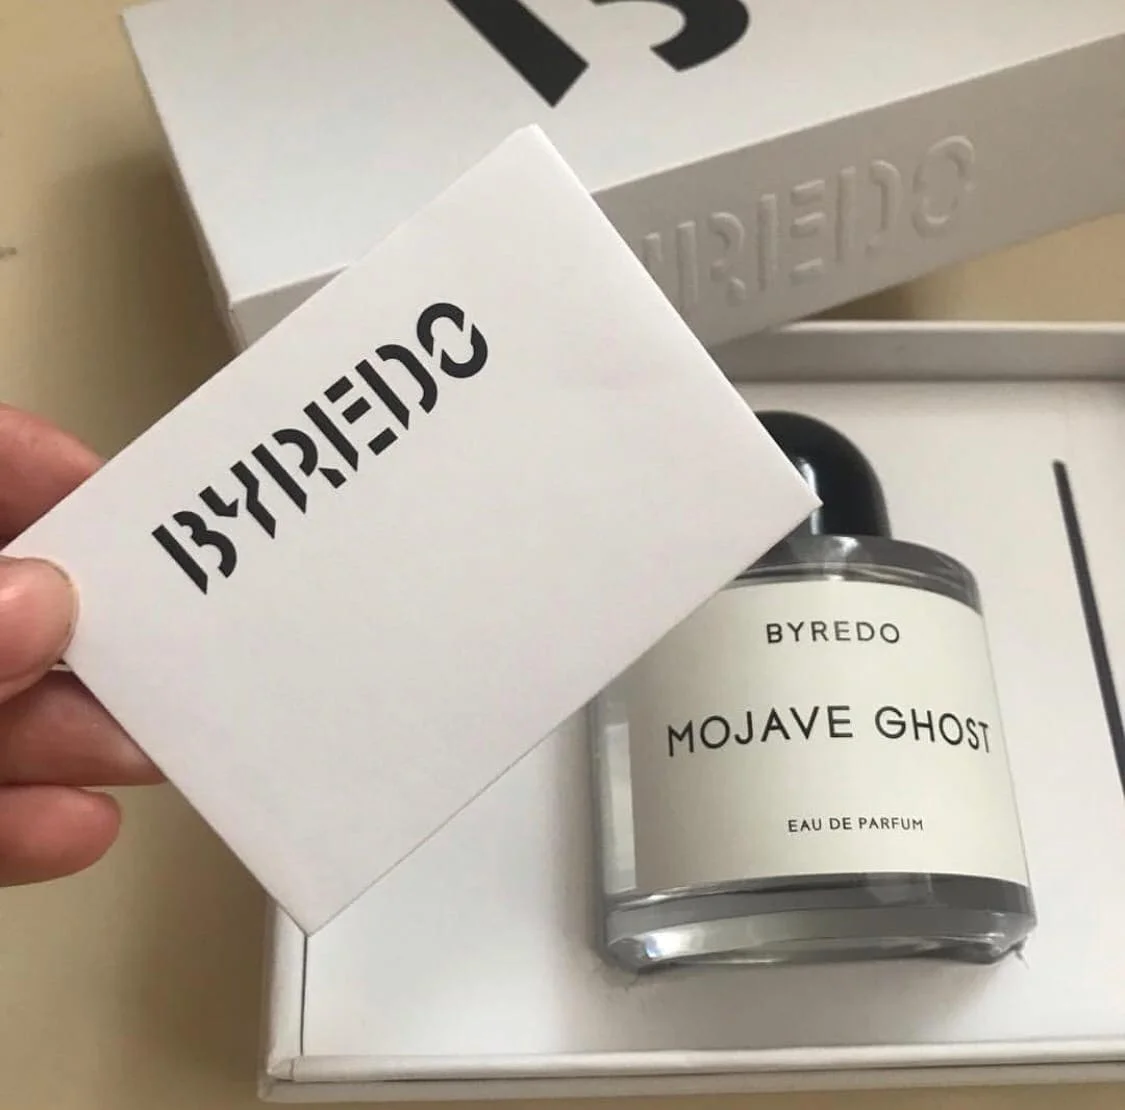 BYREDO
BYREDO
BYREDO
MOJAVE GHOST
EAU DE PARFUM